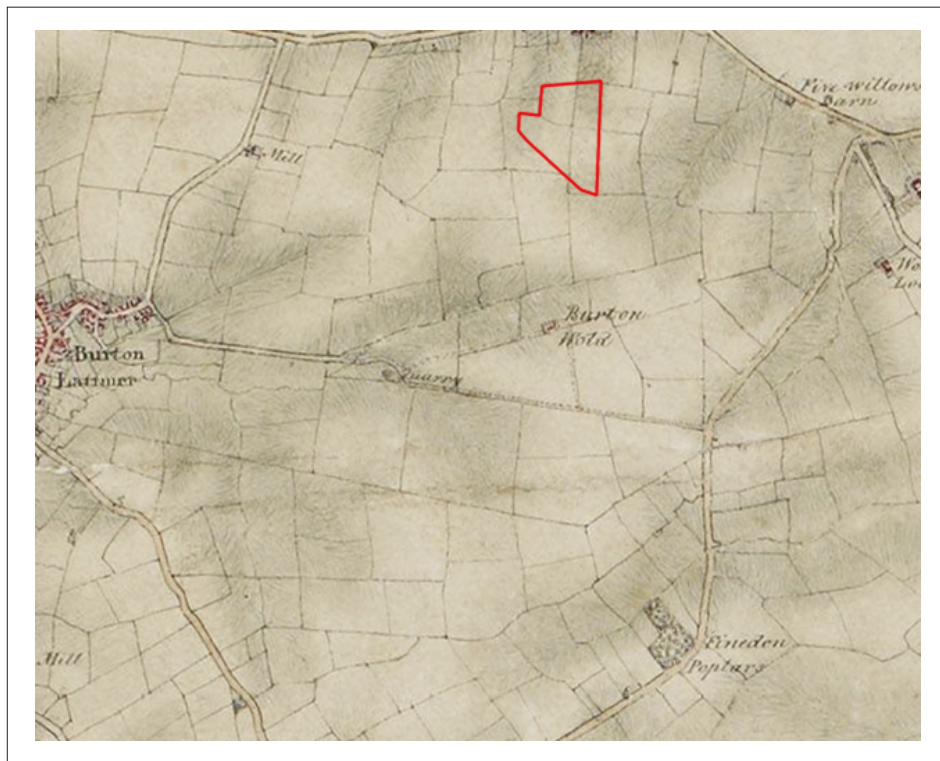 Five Willows
Barn
Mill
Burton
Wold
Burton
Latimer
Quarry
Mill
Finedon
Poplars